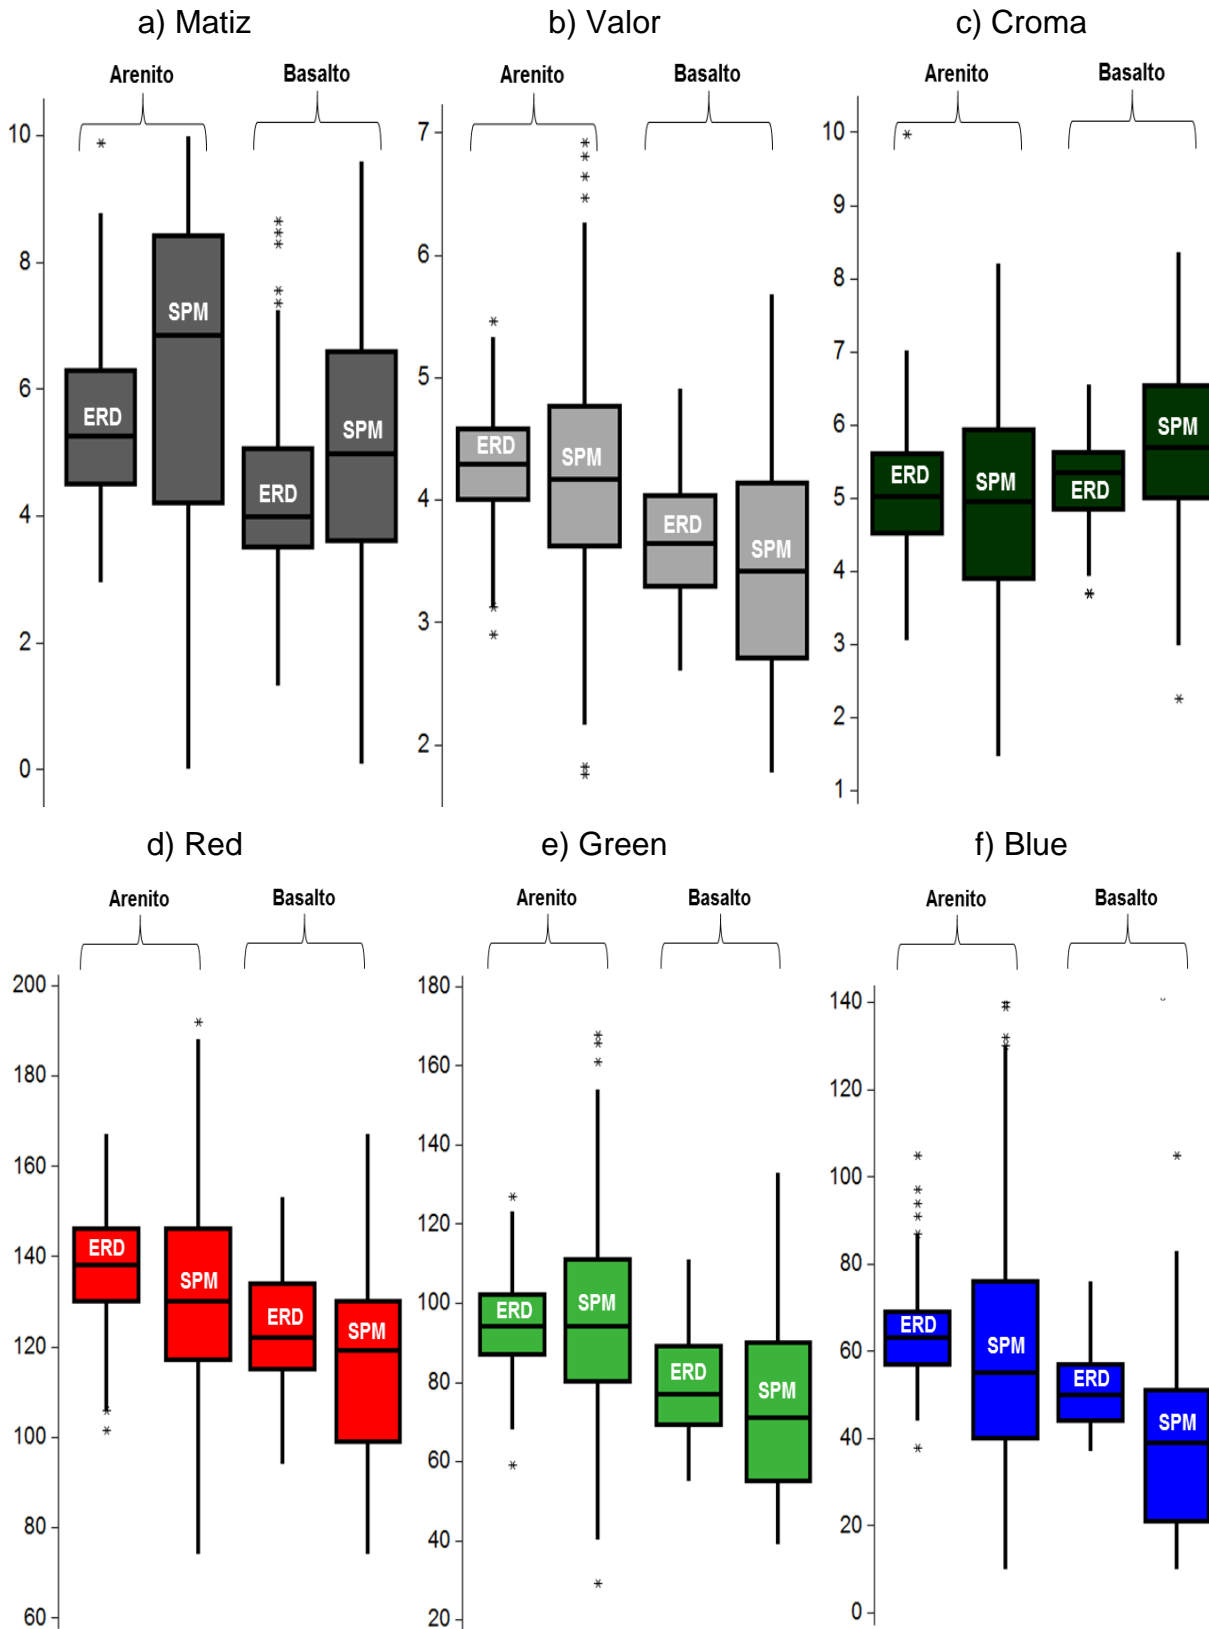 a) Matiz
b) Valor
c) Croma
Arenito
Basalto
Arenito
Basalto
Arenito
Basalto
10
8
6
4
2
0
ERD
SPM
ERD
SPM
7
6
5
4
3
2
ERD
SPM
ERD
SPM
10
9
8
7
6
5
4
3
2
1
ERD
SPM
ERD
SPM
d) Red
e) Green
f) Blue
Arenito
Basalto
Arenito
Basalto
Arenito
Basalto
200
180
160
140
120
100
80
60
ERD
SPM
ERD
SPM
180
160
140
120
100
80
60
40
20
ERD
SPM
ERD
SPM
140
120
100
80
60
40
20
0
ERD
SPM
ERD
SPM